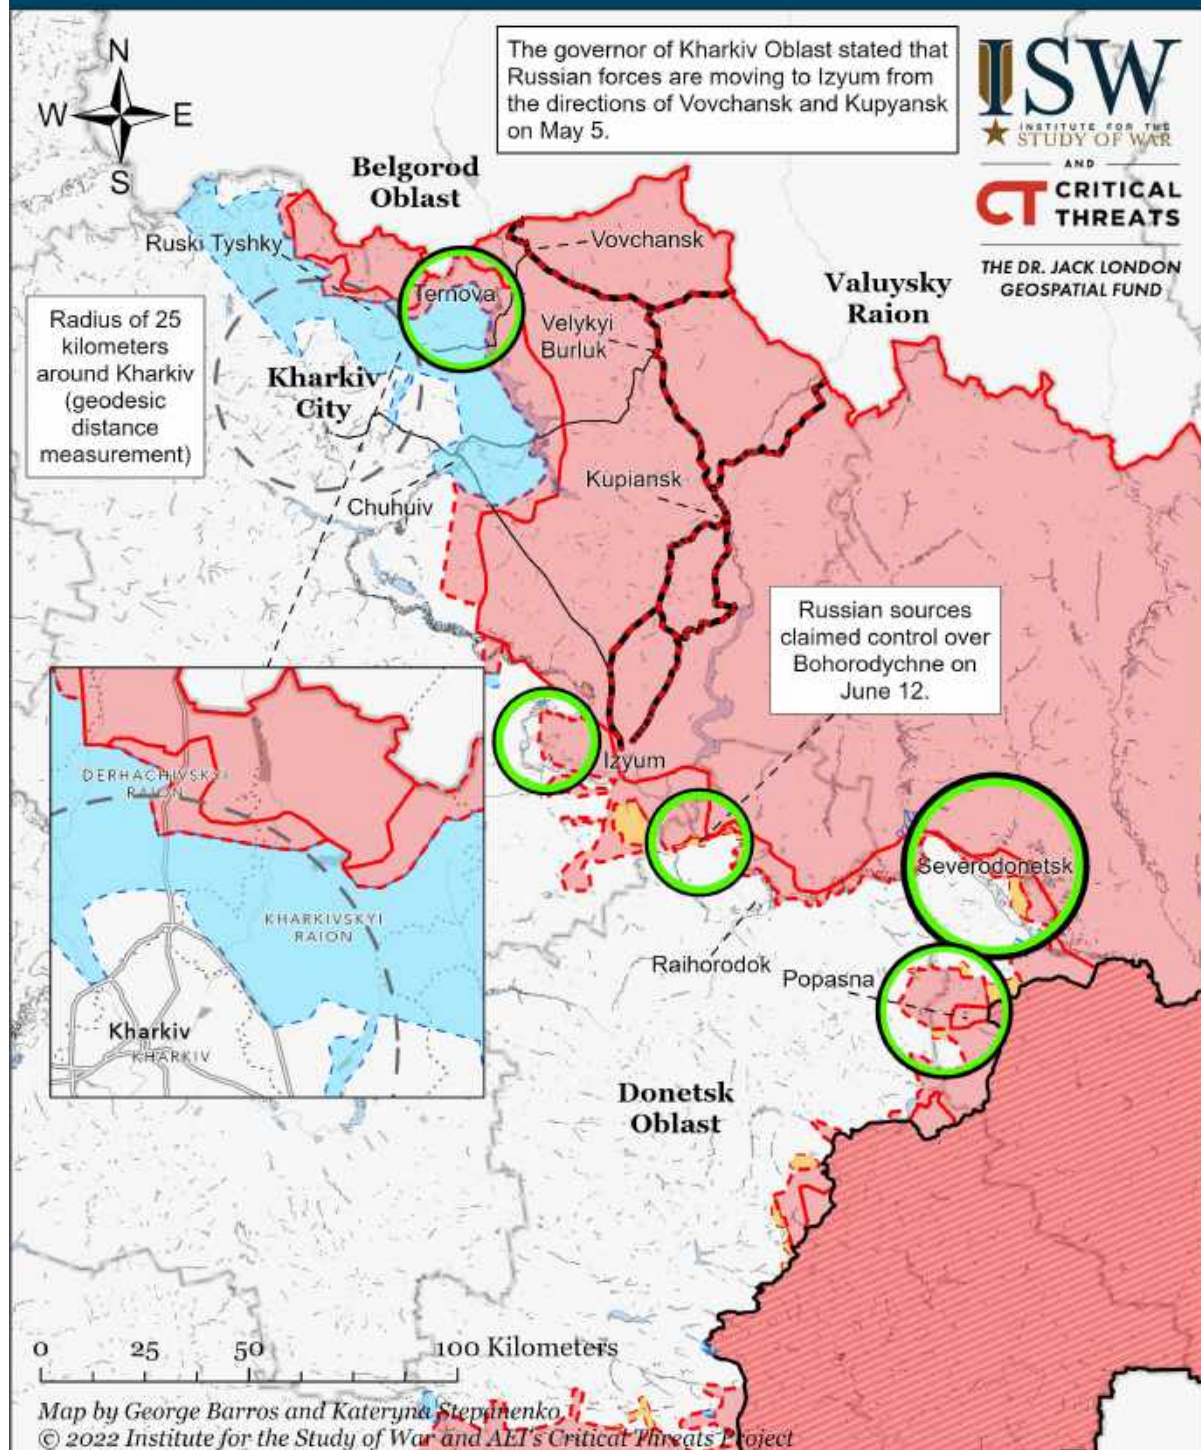 N
W E
S
The governor of Kharkiv Oblast stated that
Russian forces are moving to Izyum from
the directions of Vovchansk and Kupyansk
on May 5.
ISW
INSTITUTE FOR THE
STUDY OF WAR
AND
CT CRITICAL
THREATS
THE DR. JACK LONDON
GEOSPATIAL FUND
Belgorod
Oblast
Ruski Tyshky
Vovchansk
Valuysky
Raion
Ternova
Radius of 25
kilometers
around Kharkiv
(geodesic
distance
measurement)
Velykyi
Burluk
Kharkiv
City
Kupiansk
Chuhuiv
Russian sources
claimed control over
Bohorodychne on
June 12.
Izyum
DERHACHIVSKYI
RAION
Severodonetsk
KHARKIVSKYI
RAION
Raihorodok
Popasna
Kharkiv
KHARKIV
Donetsk
Oblast
0 25 50 100 Kilometers
Map by George Barros and Kateryna Stepanenko
© 2022 Institute for the Study of War and AEI's Critical Threats Project